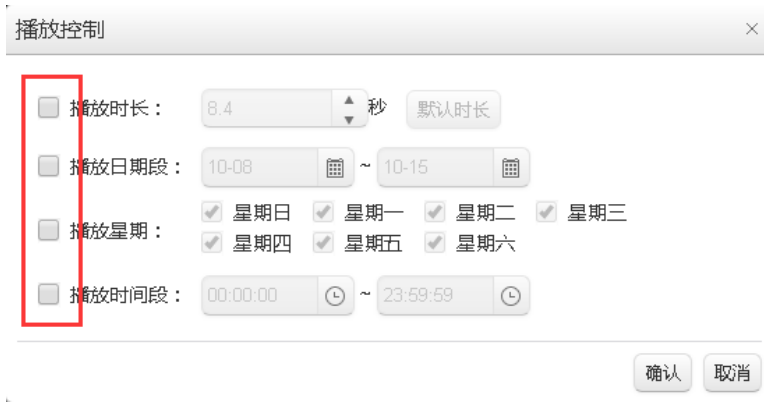 播放控制
播放时长： 8.4 秒 默认时长
播放日期段： 10-08 ~ 10-15
播放星期： 星期日 星期一 星期二 星期三
星期四 星期五 星期六
播放时间段： 00:00:00 ~ 23:59:59
确认 取消